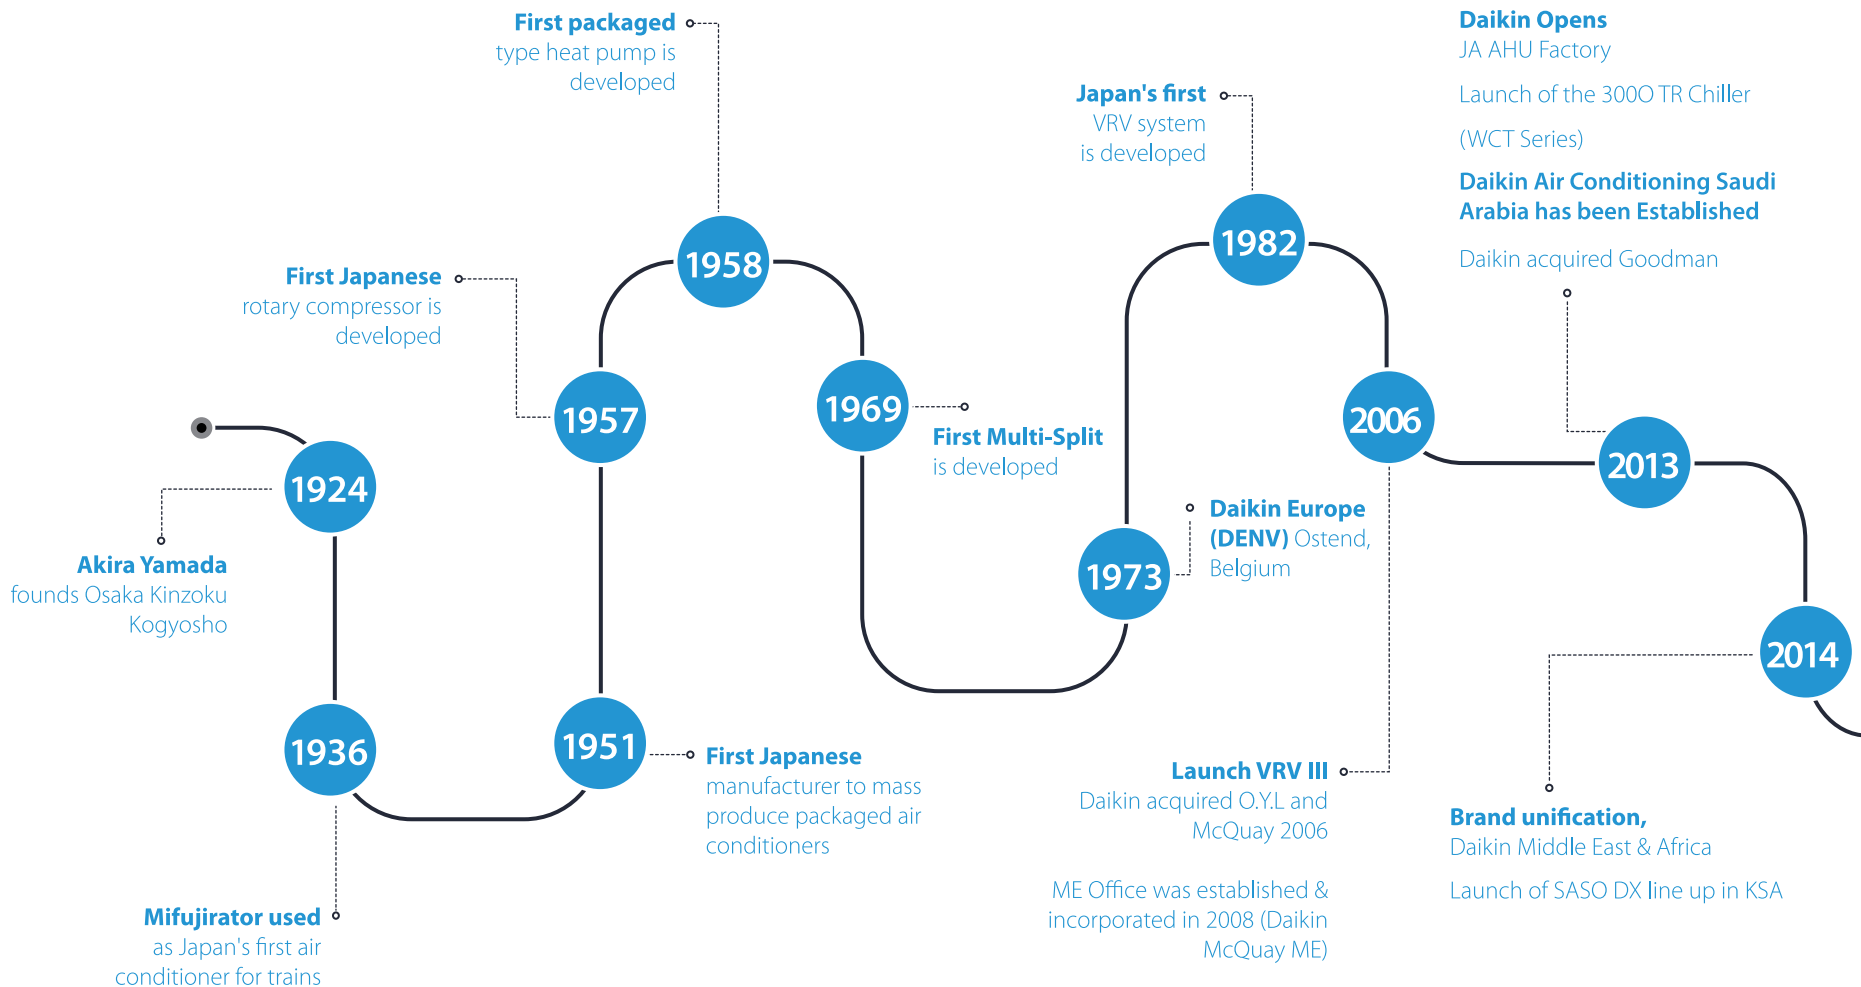 1924
Akira Yamada
founds Osaka Kinzoku
Kogyosho
1936
Mifujirator used
as Japan's first air
conditioner for trains
1951
First Japanese
manufacturer to mass
produce packaged air
conditioners
1957
First Japanese
rotary compressor is
developed
1958
First packaged
type heat pump is
developed
1969
First Multi-Split
is developed
1973
Daikin Europe
(DENV) Ostend,
Belgium
1982
Japan's first
VRV system
is developed
2006
Launch VRV III
Daikin acquired O.Y.L and
McQuay 2006
ME Office was established &
incorporated in 2008 (Daikin
McQuay ME)
2013
Daikin Opens
JA AHU Factory
Launch of the 300O TR Chiller
(WCT Series)
Daikin Air Conditioning Saudi
Arabia has been Established
Daikin acquired Goodman
2014
Brand unification,
Daikin Middle East & Africa
Launch of SASO DX line up in KSA